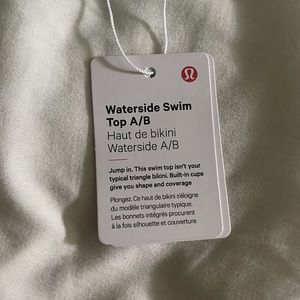 Waterside Swim
Top A/B
Haut de bikini
Waterside A/B
Jump in. This swim top isn't your
typical triangle bikini. Built-in cups
give you shape and coverage
Plongez. Ce haut de bikini s'éloigne
du modèle triangulaire typique.
Les bonnets intégrés procurent
à la fois silhouette et couverture